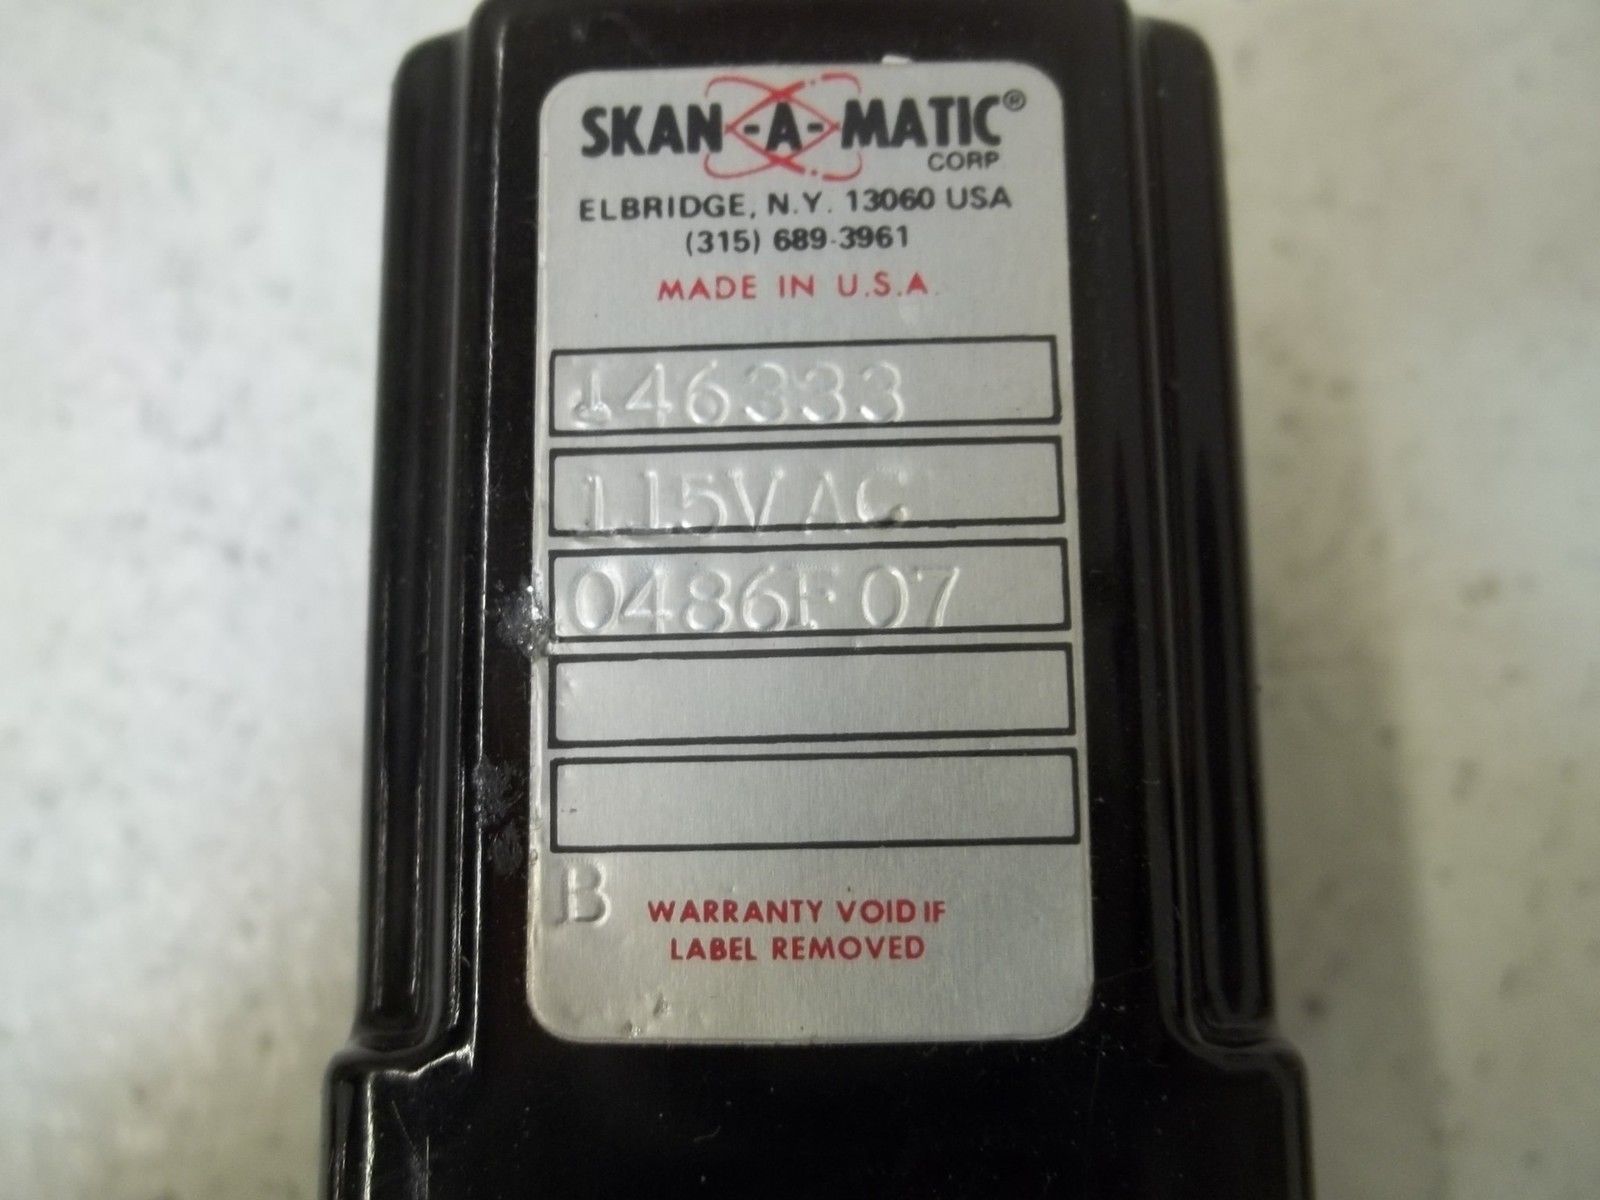 SKAN-A-MATIC®
CORP
ELBRIDGE, N.Y. 13060 USA
(315) 689-3961
MADE IN U.S.A.
146333
115VAC
0486F07
B
WARRANTY VOID IF
LABEL REMOVED